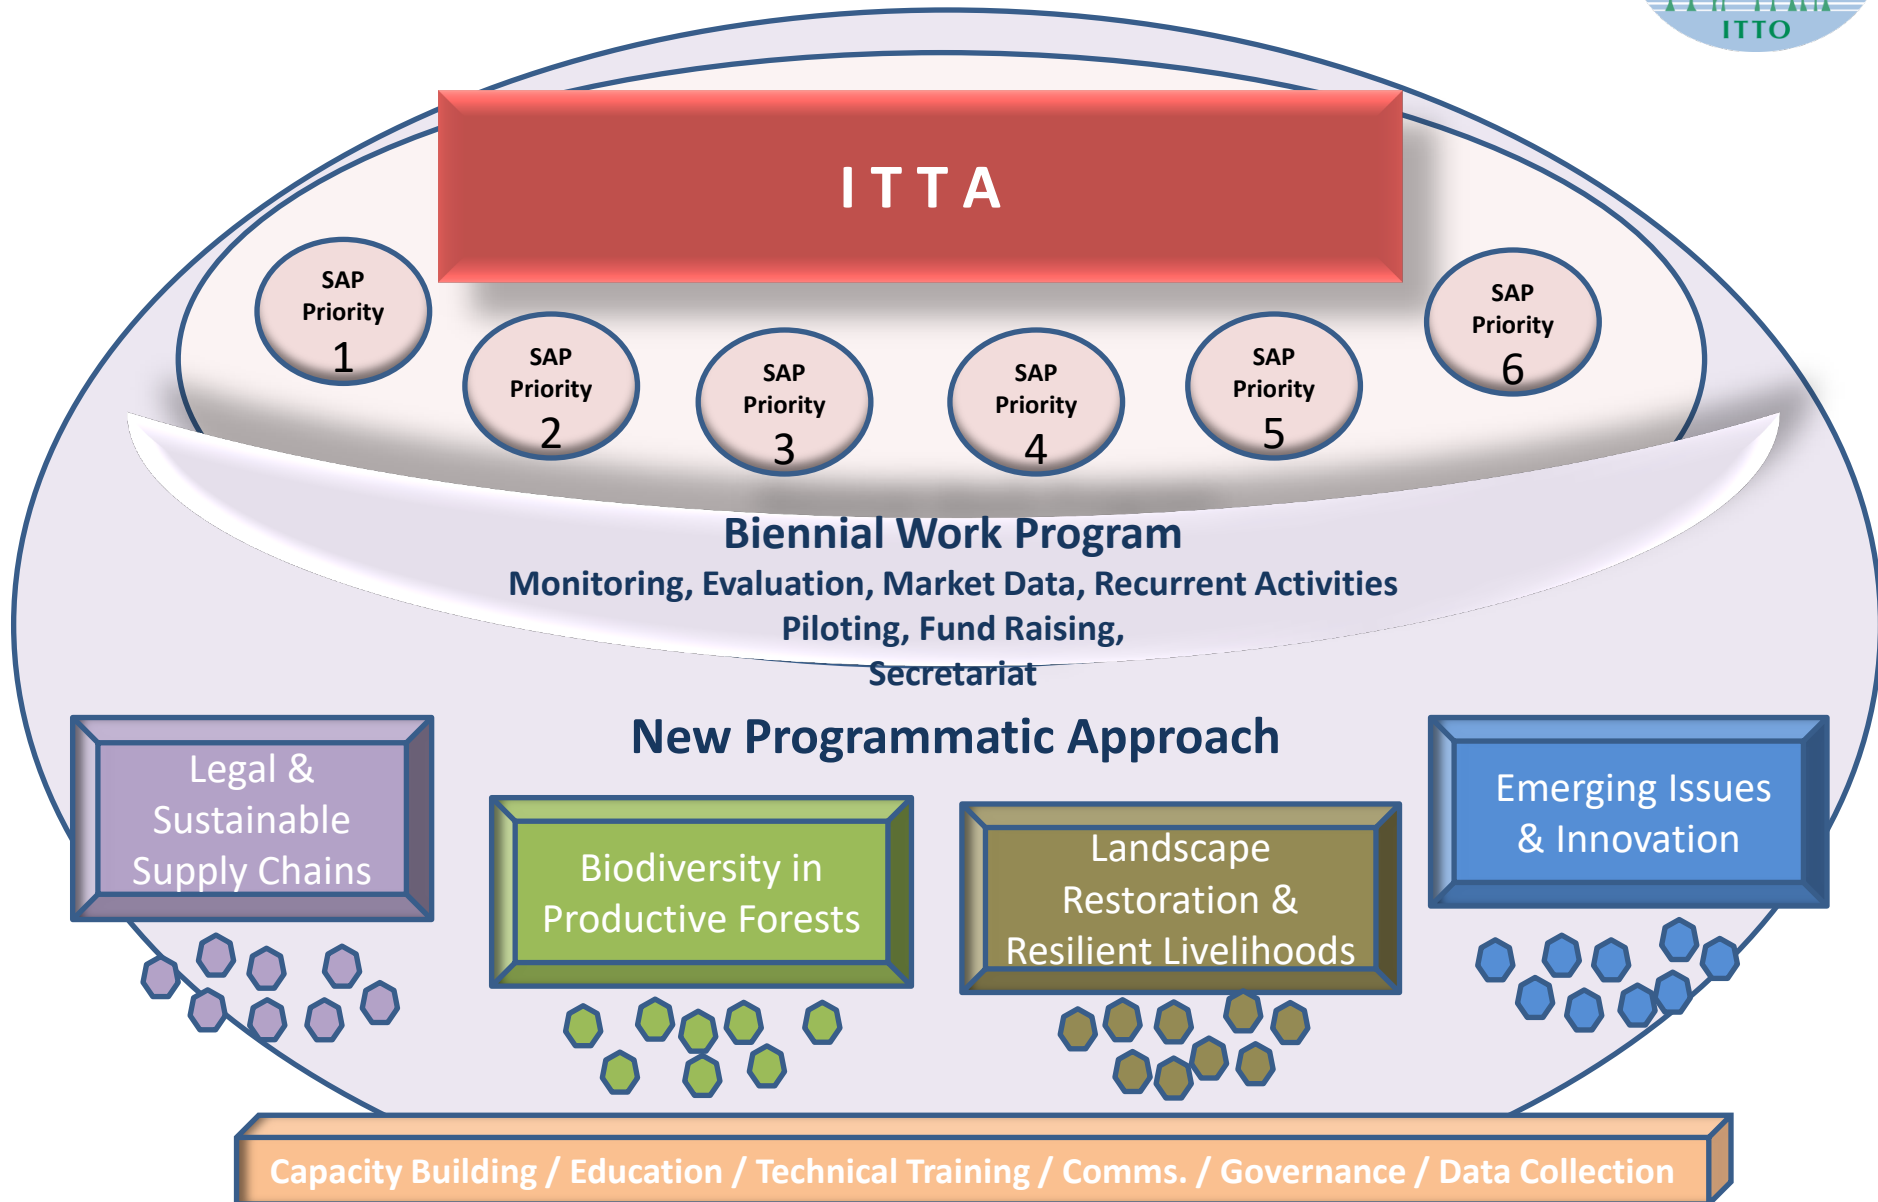 ITTO
ITTA
SAP
Priority
1
SAP
Priority
2
SAP
Priority
3
SAP
Priority
4
SAP
Priority
5
SAP
Priority
6
Biennial Work Program
Monitoring, Evaluation, Market Data, Recurrent Activities
Piloting, Fund Raising,
Secretariat
New Programmatic Approach
Legal &
Sustainable
Supply Chains
Biodiversity in
Productive Forests
Landscape
Restoration &
Resilient Livelihoods
Emerging Issues
& Innovation
Capacity Building / Education / Technical Training / Comms. / Governance / Data Collection